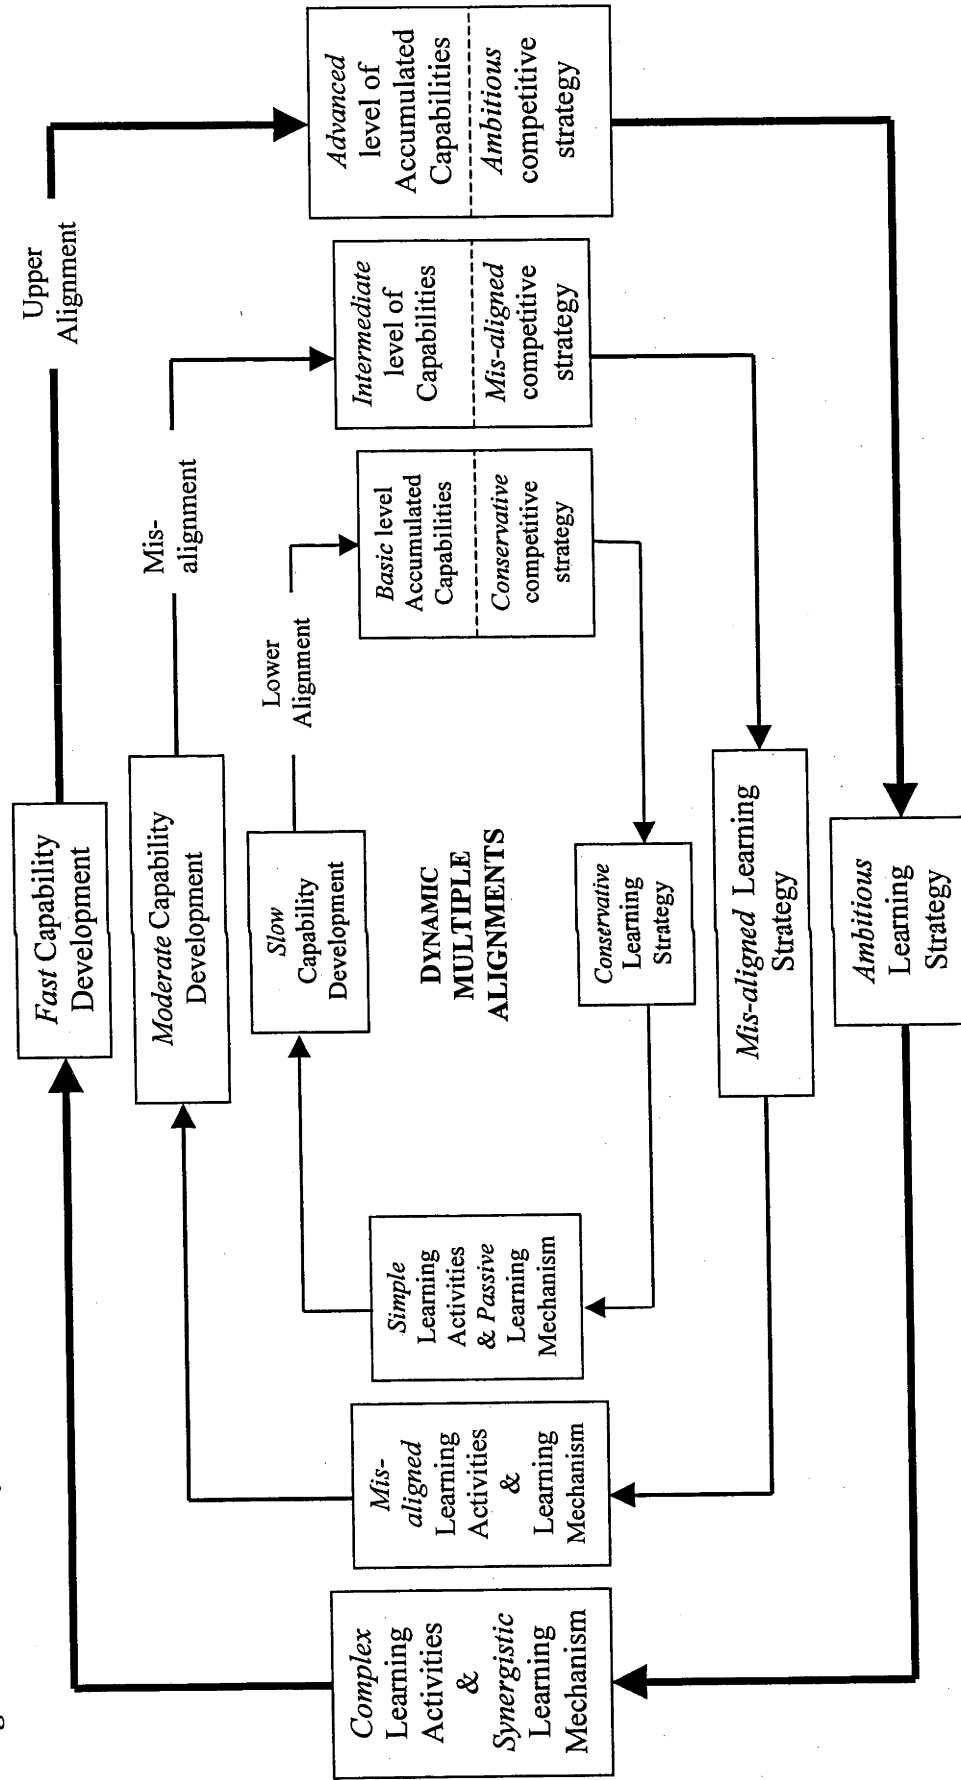 Fast Capability
Development
Moderate Capability
Development
Slow
Capability
Development
Upper
Alignment
Mis-
alignment
Lower
Alignment
Complex
Learning
Activities
&
Synergistic
Learning
Mechanism
Mis-
aligned
Learning
Activities
&
Learning
Mechanism
Simple
Learning
Activities
& Passive
Learning
Mechanism
DYNAMIC
MULTIPLE
ALIGNMENTS
Basic level
Accumulated
Capabilities
Conservative
competitive
strategy
Intermediate
level of
Capabilities
Mis-aligned
competitive
strategy
Advanced
level of
Accumulated
Capabilities
Ambitious
competitive
strategy
Conservative
Learning
Strategy
Mis-aligned Learning
Strategy
Ambitious
Learning
Strategy